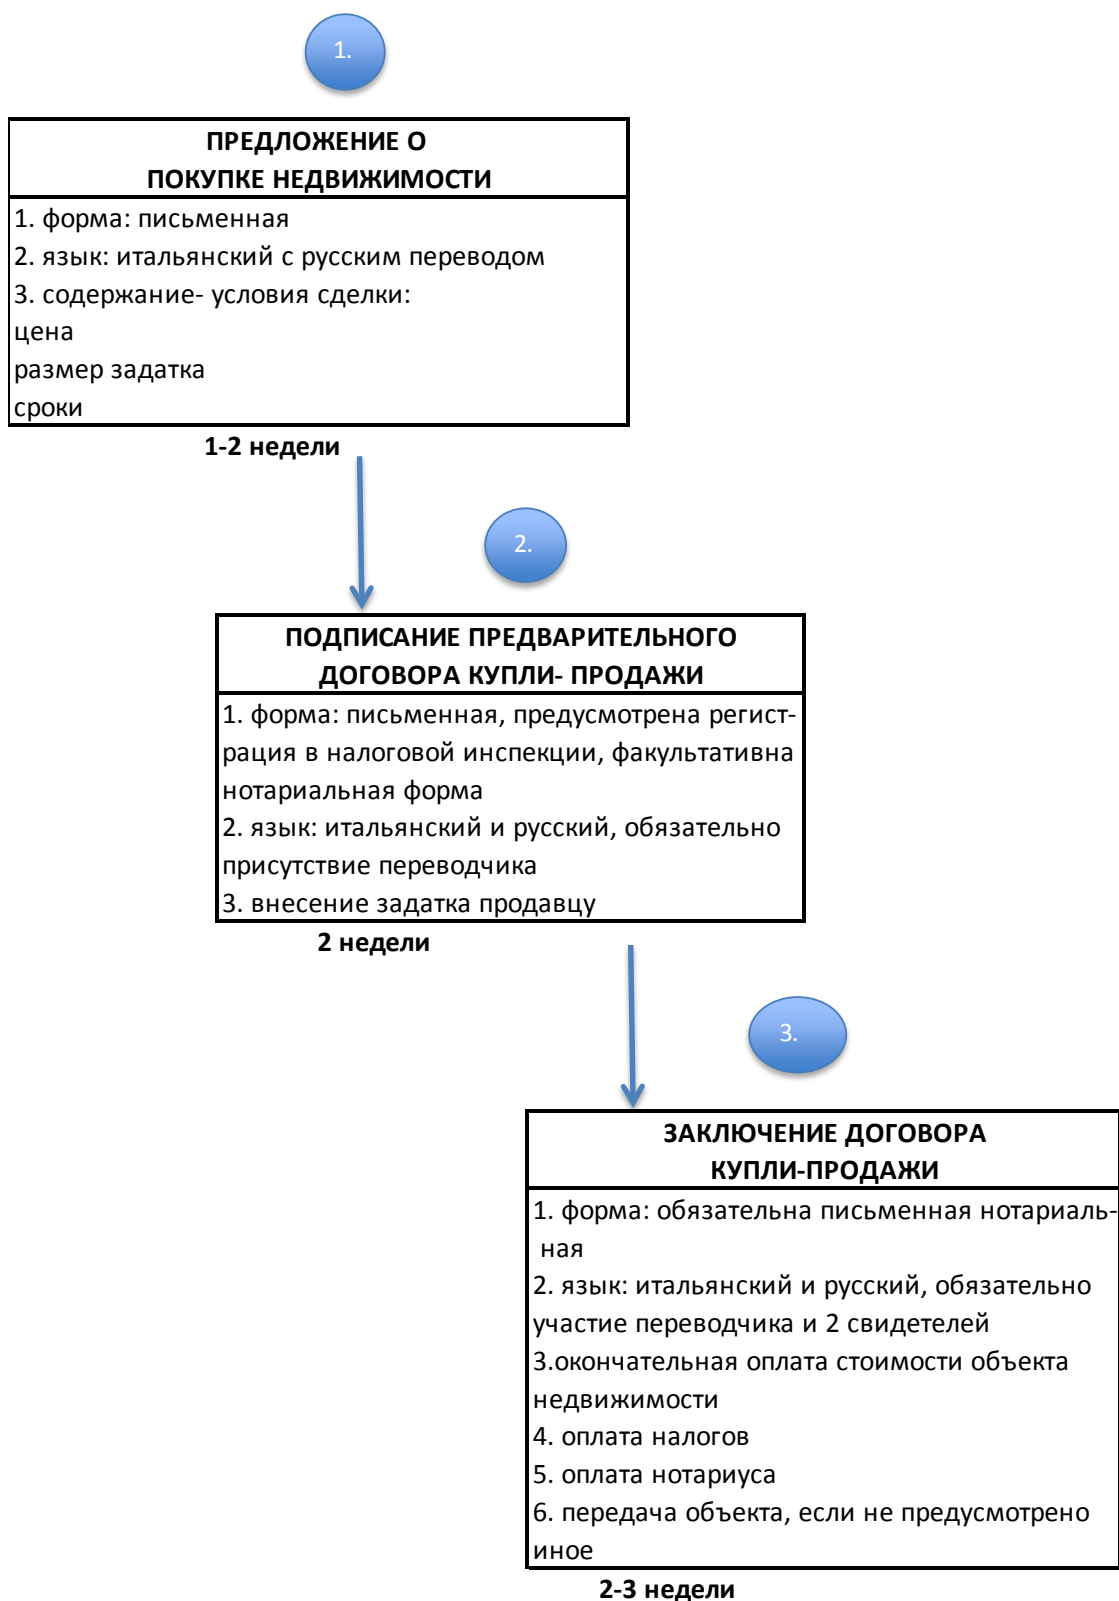 1.
ПРЕДЛОЖЕНИЕ О
ПОКУПКЕ НЕДВИЖИМОСТИ
1. форма: письменная
2. язык: итальянский с русским переводом
3. содержание- условия сделки:
цена
размер задатка
сроки
1-2 недели
2.
ПОДПИСАНИЕ ПРЕДВАРИТЕЛЬНОГО
ДОГОВОРА КУПЛИ- ПРОДАЖИ
1. форма: письменная, предусмотрена регист-
рация в налоговой инспекции, факультативна
нотариальная форма
2. язык: итальянский и русский, обязательно
присутствие переводчика
3. внесение задатка продавцу
2 недели
3.
ЗАКЛЮЧЕНИЕ ДОГОВОРА
КУПЛИ-ПРОДАЖИ
1. форма: обязательна письменная нотариаль-
ная
2. язык: итальянский и русский, обязательно
участие переводчика и 2 свидетелей
3.окончательная оплата стоимости объекта
недвижимости
4. оплата налогов
5. оплата нотариуса
6. передача объекта, если не предусмотрено
иное
2-3 недели